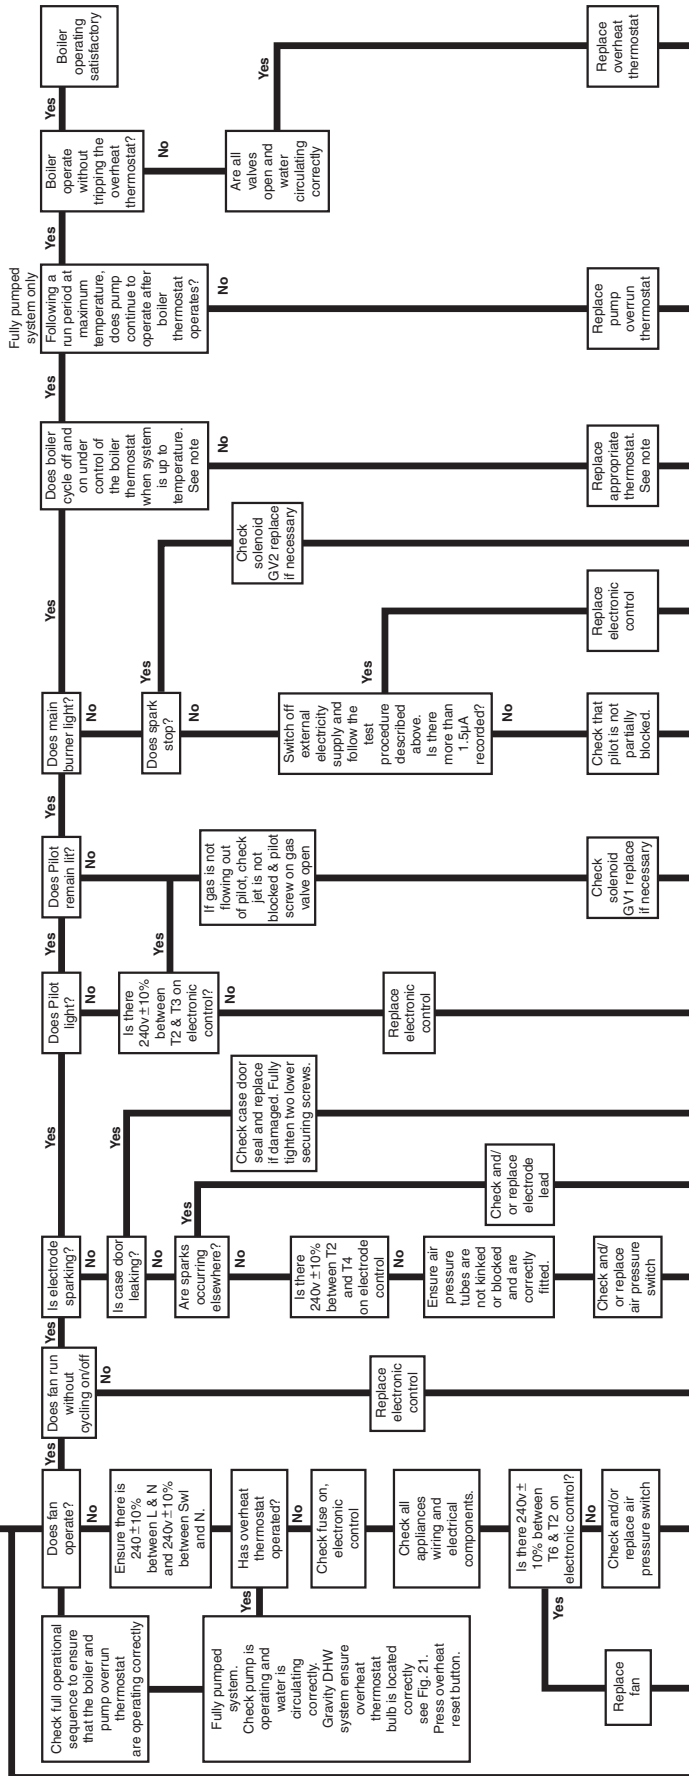 Check full operational
sequence to ensure
that the boiler and
pump overrun
thermostat
are operating correctly
Fully pumped
system.
Check pump is
operating and
water is
circulating
correctly.
Gravity DHW
system ensure
overheat
thermostat
bulb is located
correctly
see Fig. 21.
Press overheat
reset button.
Yes
Replace
fan
Does fan
operate?
Yes
No
Ensure there is
240±10%
between L & N
and 240v±10%
between Swl
and N.
Has overheat
thermostat
operated?
No
Check fuse on,
electronic
control
Check all
appliances
wiring and
electrical
components.
Is there 240v±
10% between
T6 & T2 on
electronic control?
Yes
No
Check and/or
replace air
pressure switch
Does fan run
without
cycling on/off
Yes
No
Replace
electronic
control
Is electrode
sparking?
Yes
No
Is case door
leaking?
Yes
No
Are sparks
occurring
elsewhere?
Yes
No
Is there
240v±10%
between T2
and T4
on electrode
control
No
Ensure air
pressure
tubes are
not kinked
or blocked
and are
correctly
fitted.
Check and/
or replace
air pressure
switch
Check and/
or replace
electrode
lead
Check case door
seal and replace
if damaged. Fully
tighten two lower
securing screws.
Does Pilot
light?
Yes
No
Is there
240v±10%
between
T2 & T3 on
electronic
control?
Yes
No
Replace
electronic
control
Does Pilot
remain lit?
Yes
No
If gas is not
flowing out
of pilot, check
jet is not
blocked & pilot
screw on gas
valve open
Check
solenoid
GV1 replace
if necessary
Does main
burner light?
Yes
No
Does spark
stop?
Yes
No
Switch off
external
electricity
supply and
follow the
test
procedure
described
above.
Is there
more than
1.5µA
recorded?
Yes
No
Check that
pilot is not
partially
blocked.
Replace
electronic
control
Check
solenoid
GV2 replace
if necessary
Does boiler
cycle off and
on under
control of
the boiler
thermostat
when system
is up to
temperature.
See note
Yes
No
Replace
appropriate
thermostat.
See note
Fully pumped
system only
Following a
run period at
maximum
temperature,
does pump
continue to
operate after
boiler
thermostat
operates?
Yes
No
Replace
pump
overrun
thermostat
Boiler
operate
without
tripping the
overheat
thermostat?
Yes
No
Are all
valves
open and
water
circulating
correctly
Yes
Replace
overheat
thermostat
Boiler
operating
satisfactory